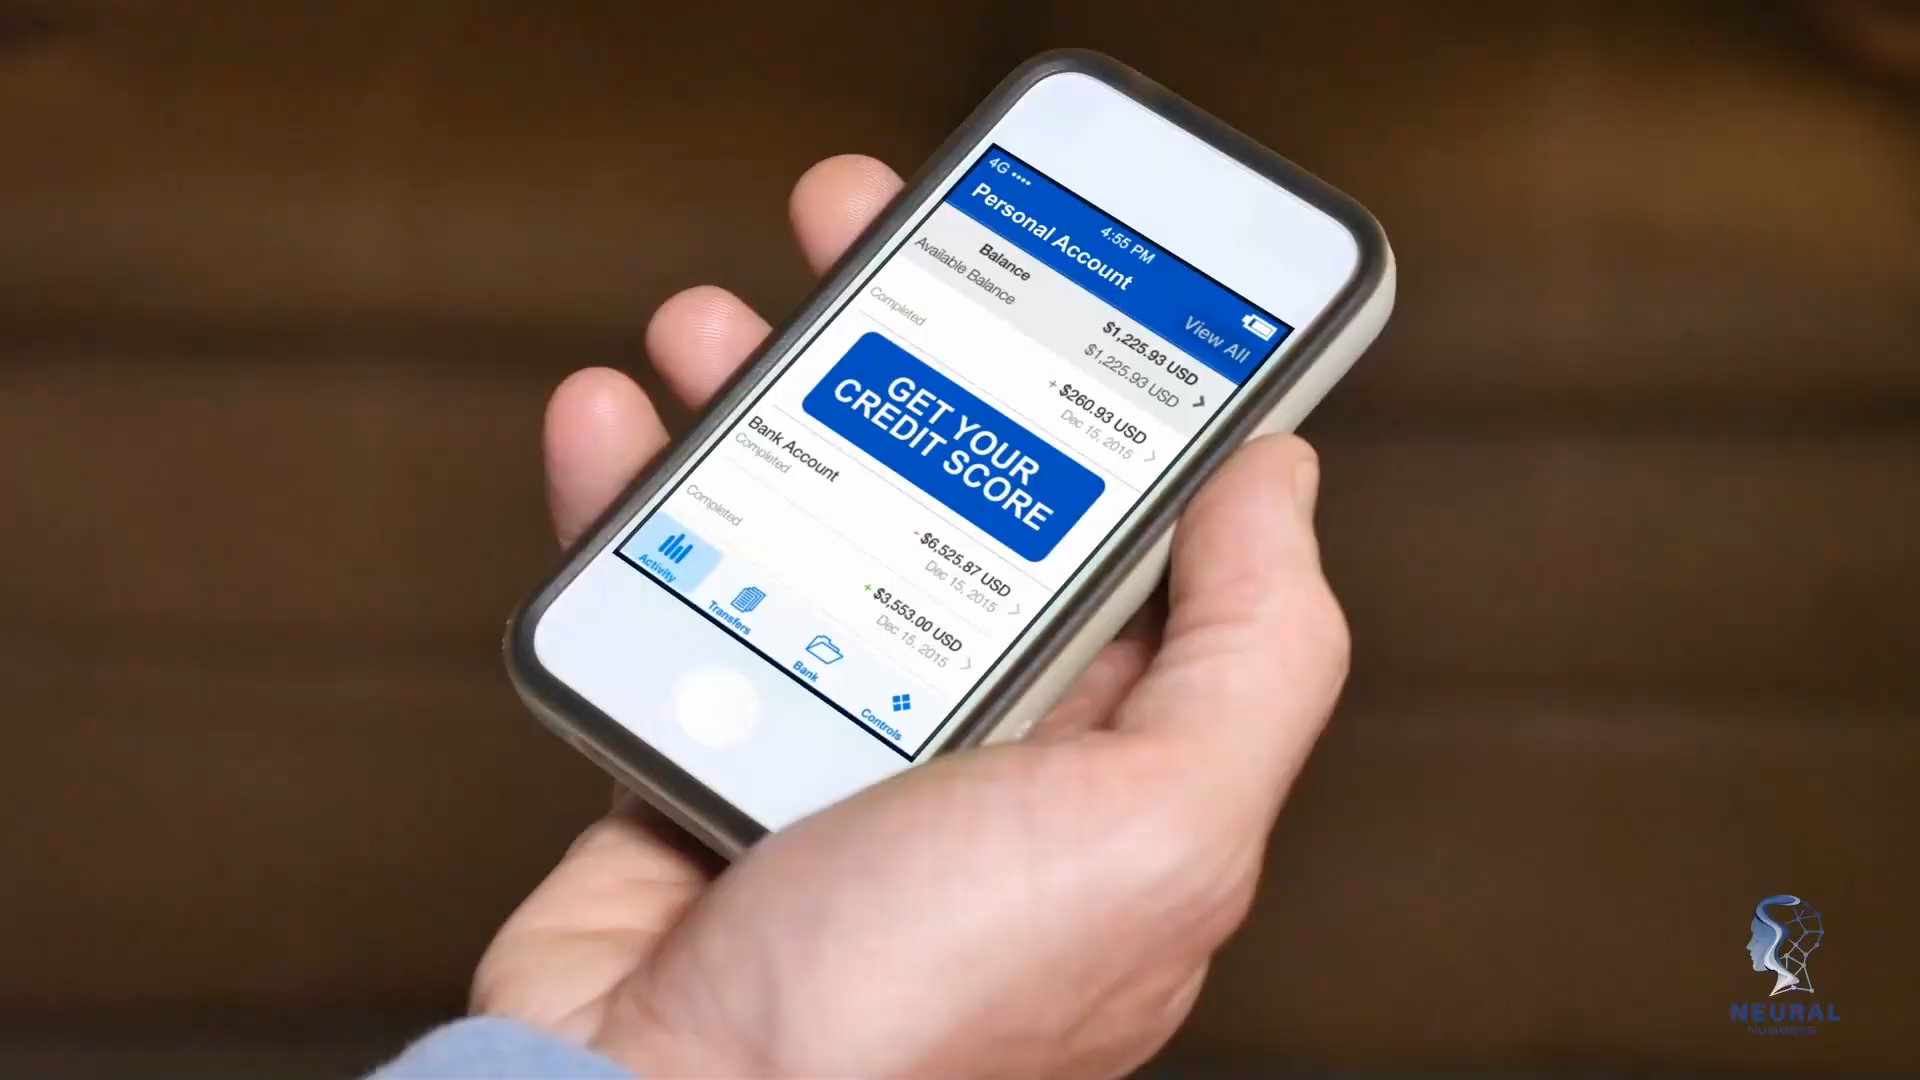 4G ••••
4:55 PM
Personal Account
View All
Balance
$1,225.93 USD
Available Balance
$1,225.93 USD
Completed
+ $260.93 USD
Dec 15, 2015
GET YOUR
CREDIT SCORE
Bank Account
- $6,525.87 USD
Completed
Dec 15, 2015
+ $3,553.00 USD
Completed
Dec 15, 2015
Activity
Transfers
Bank
Controls
NEURAL
NUGGETS